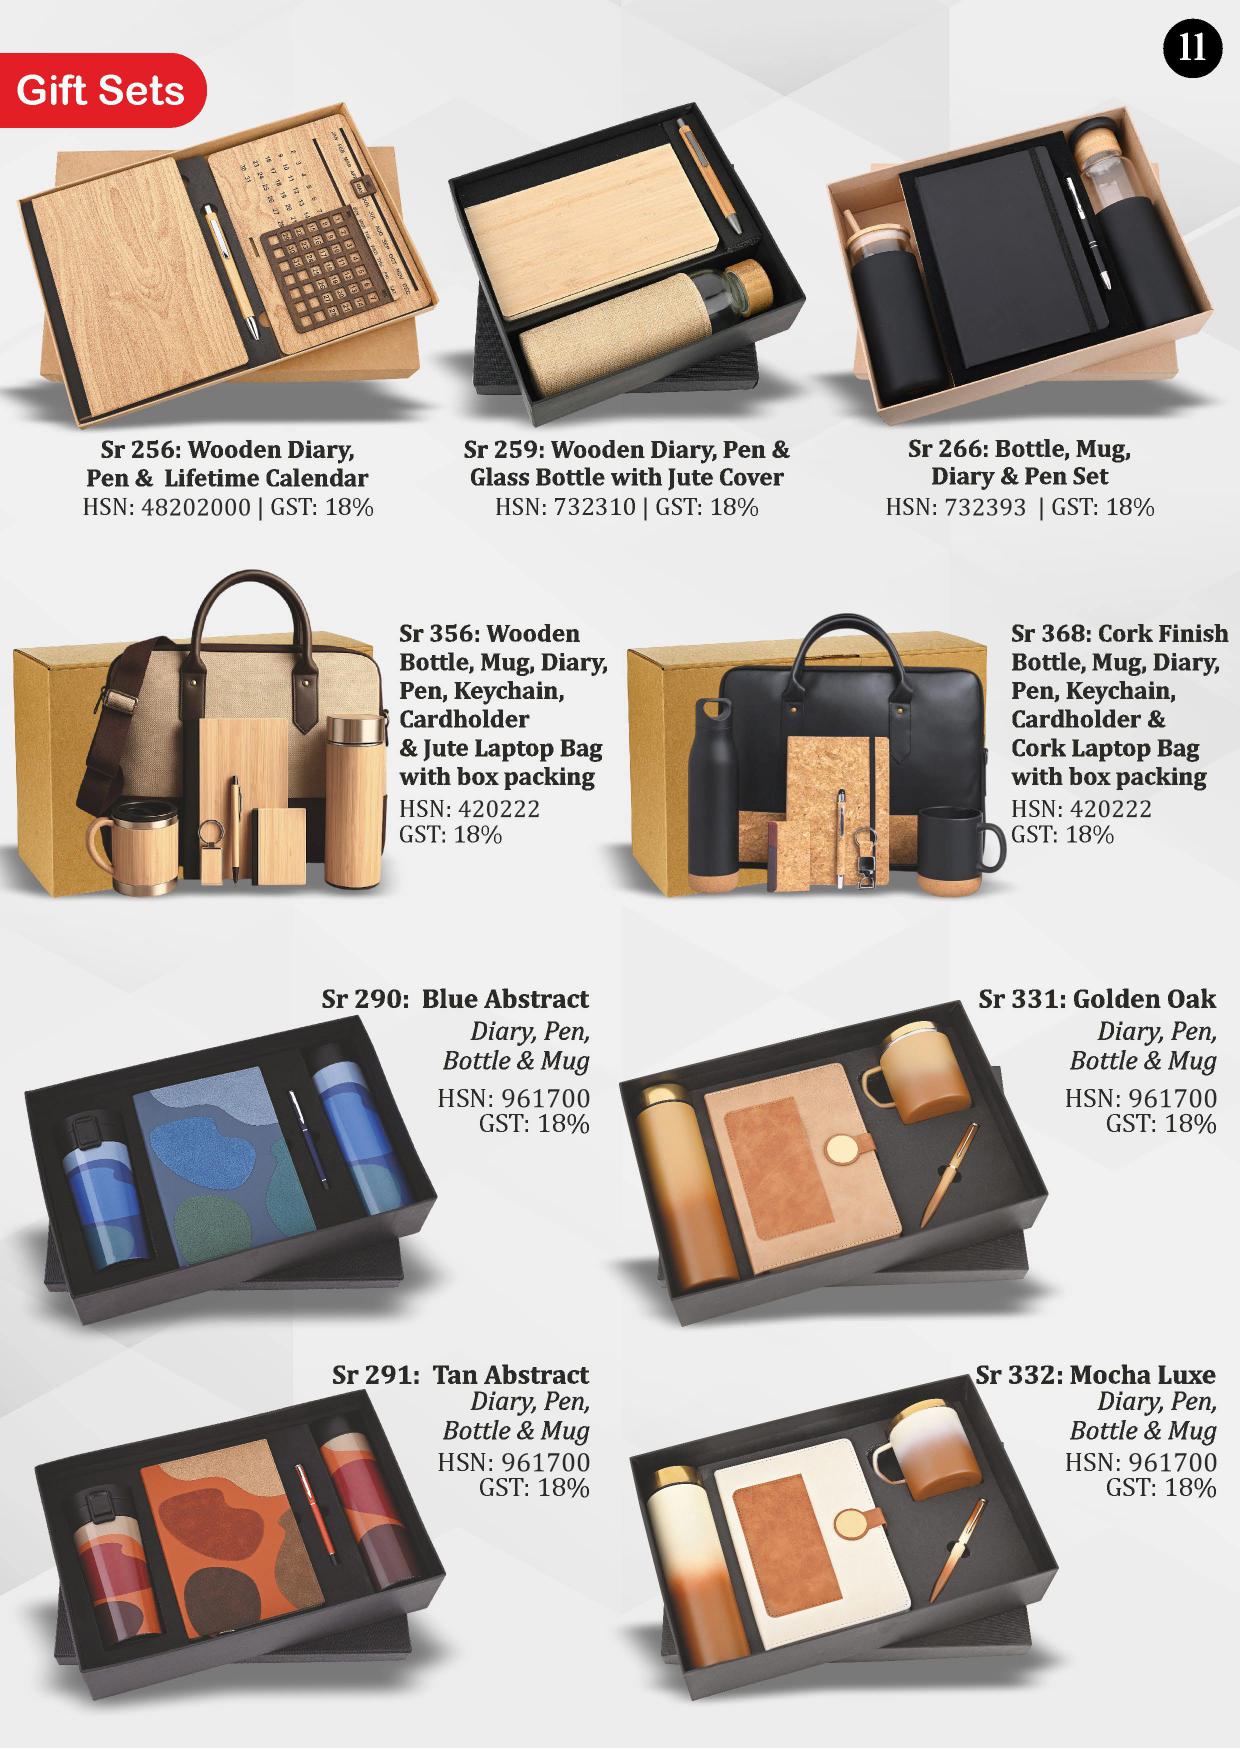 11
Gift Sets
Sr 256: Wooden Diary,
Pen & Lifetime Calendar
HSN: 48202000 | GST: 18%
Sr 259: Wooden Diary, Pen &
Glass Bottle with Jute Cover
HSN: 732310 | GST: 18%
Sr 266: Bottle, Mug,
Diary & Pen Set
HSN: 732393 | GST: 18%
Sr 356: Wooden
Bottle, Mug, Diary,
Pen, Keychain,
Cardholder
& Jute Laptop Bag
with box packing
HSN: 420222
GST: 18%
Sr 368: Cork Finish
Bottle, Mug, Diary,
Pen, Keychain,
Cardholder &
Cork Laptop Bag
with box packing
HSN: 420222
GST: 18%
Sr 290: Blue Abstract
Diary, Pen,
Bottle & Mug
HSN: 961700
GST: 18%
Sr 331: Golden Oak
Diary, Pen,
Bottle & Mug
HSN: 961700
GST: 18%
Sr 291: Tan Abstract
Diary, Pen,
Bottle & Mug
HSN: 961700
GST: 18%
Sr 332: Mocha Luxe
Diary, Pen,
Bottle & Mug
HSN: 961700
GST: 18%